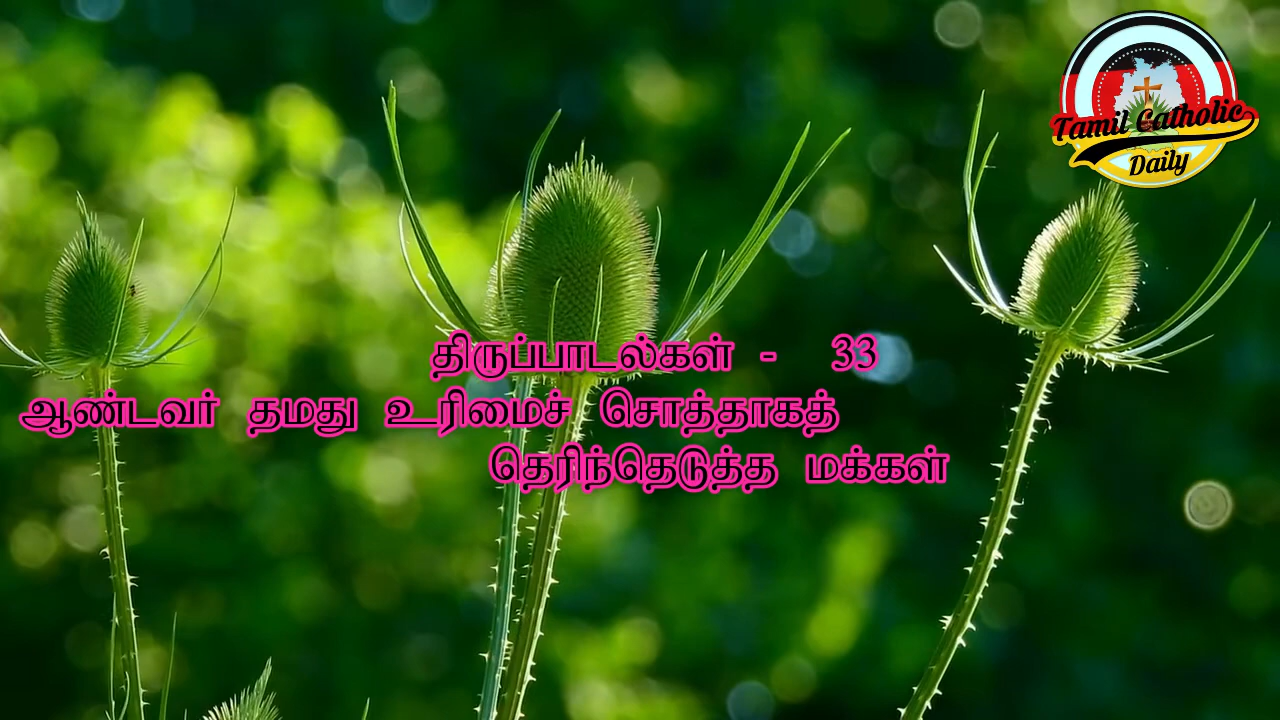 Tamil Catholic
Daily
திருப்பாடல்கள் - 33
ஆண்டவர் தமது உரிமைச் சொத்தாகத்
தெரிந்தெடுத்த மக்கள்